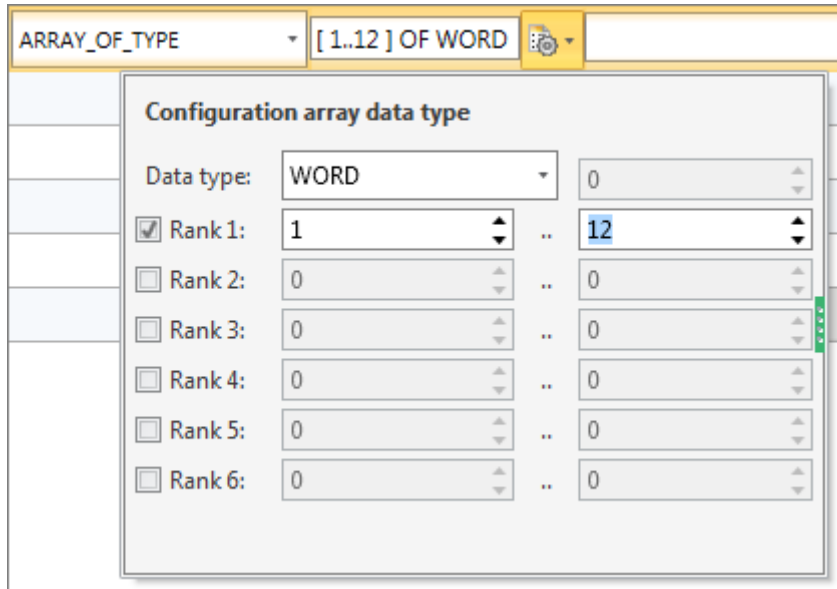 ARRAY_OF_TYPE [ 1..12 ] OF WORD
Configuration array data type
Data type: WORD 0
Rank 1: 1 .. 12
Rank 2: 0 .. 0
Rank 3: 0 .. 0
Rank 4: 0 .. 0
Rank 5: 0 .. 0
Rank 6: 0 .. 0